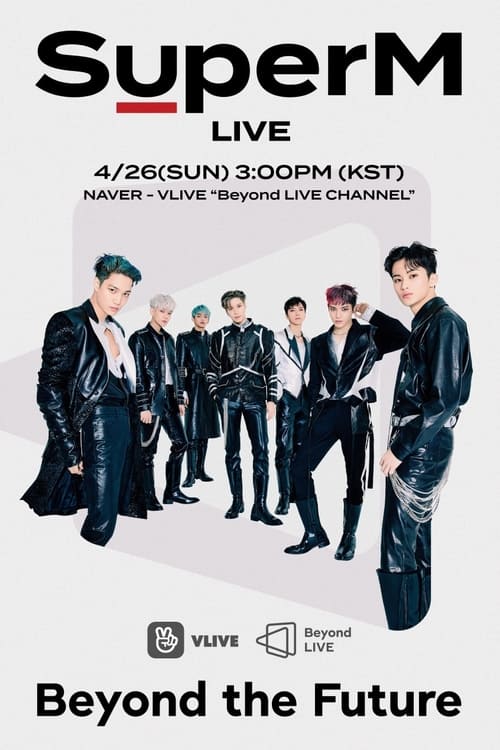 SuperM
LIVE
4/26(SUN) 3:00PM (KST)
NAVER - VLIVE “Beyond LIVE CHANNEL”
VLIVE
Beyond
LIVE
Beyond the Future